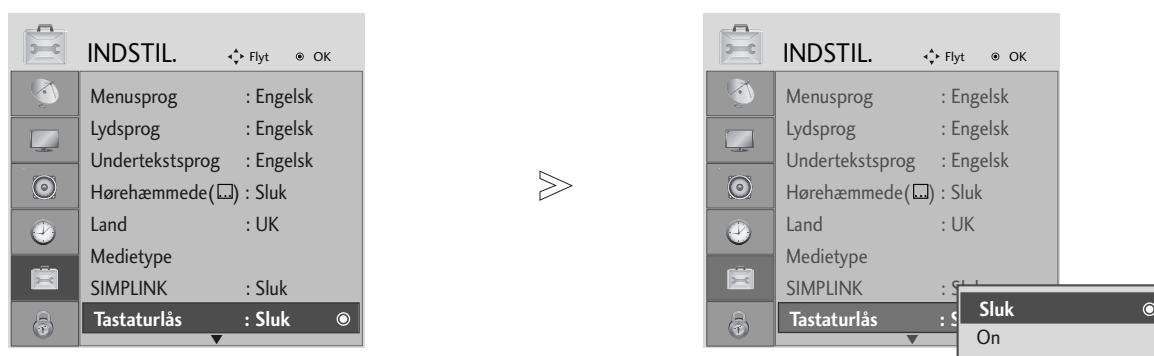 INDSTIL. Flyt OK
Menusprog : Engelsk
Lydsprog : Engelsk
Undertekstsprog : Engelsk
Hørehæmmede( ) : Sluk
Land : UK
Medietype
SIMPLINK : Sluk
Tastaturlås : Sluk
INDSTIL. Flyt OK
Menusprog : Engelsk
Lydsprog : Engelsk
Undertekstsprog : Engelsk
Hørehæmmede( ) : Sluk
Land : UK
Medietype
SIMPLINK :
Tastaturlås :
Sluk
On